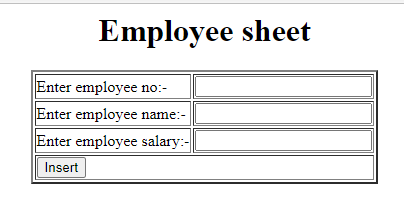 Employee sheet
Enter employee no:-
Enter employee name:-
Enter employee salary:-
Insert